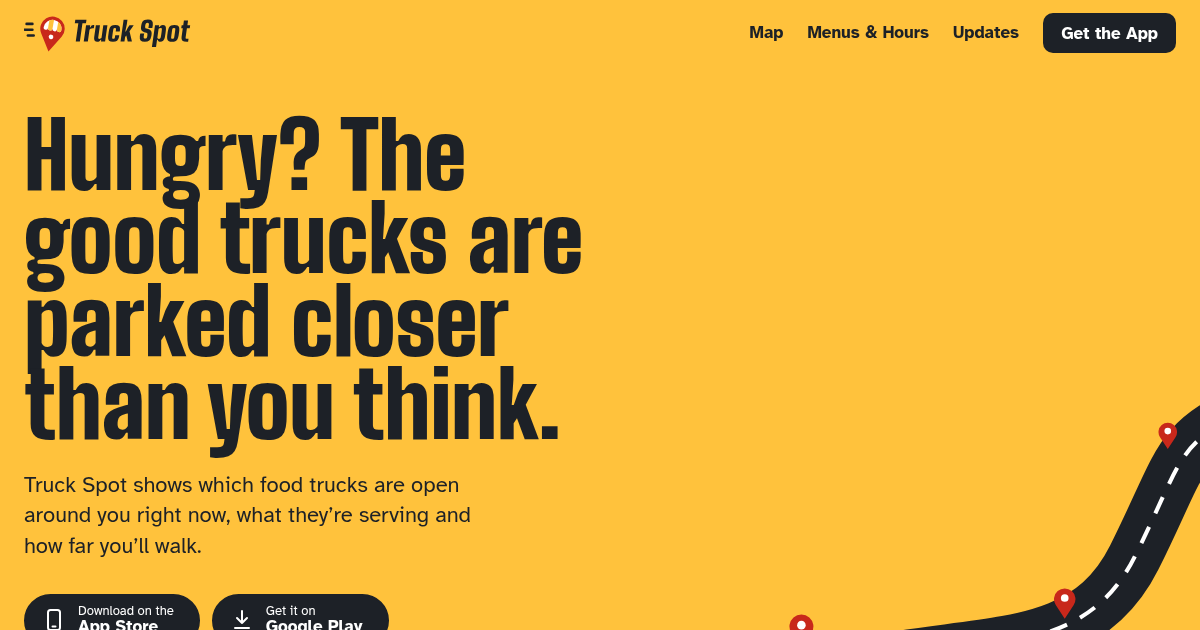 Truck Spot
Map
Menus & Hours
Updates
Get the App
Hungry? The
good trucks are
parked closer
than you think.
Truck Spot shows which food trucks are open
around you right now, what they’re serving and
how far you’ll walk.
Download on the
App Store
Get it on
Google Play